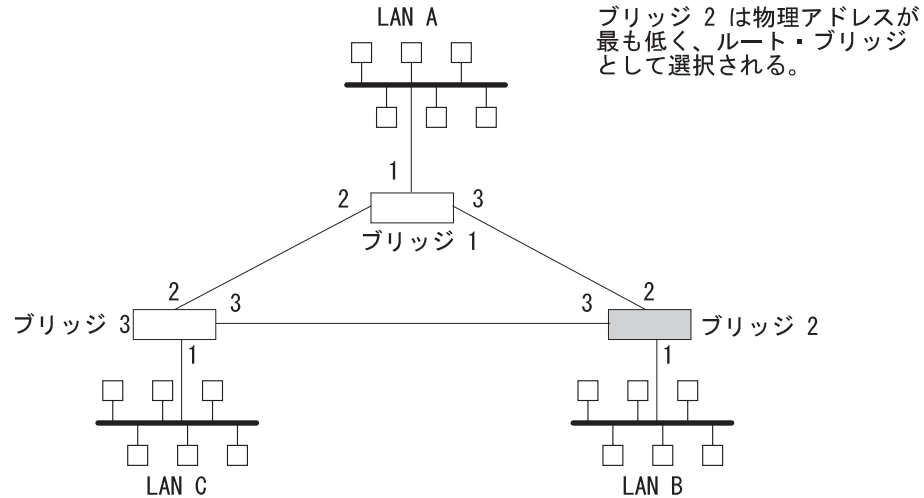 LAN A
ブリッジ 2 は物理アドレスが
最も低く、ルート・ブリッジ
として選択される。
1
2
3
ブリッジ 1
2
3
3
2
ブリッジ 3
ブリッジ 2
1
1
LAN C
LAN B